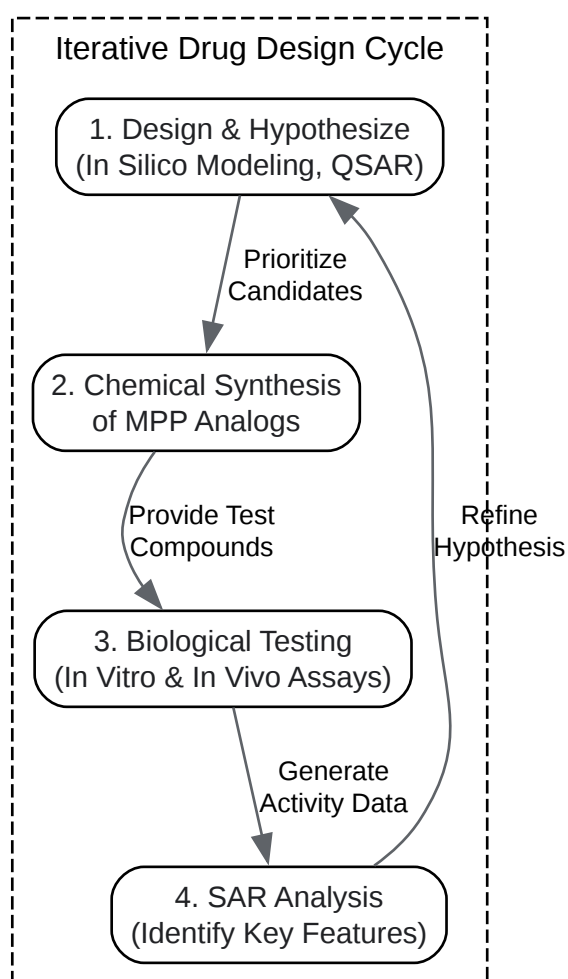 Iterative Drug Design Cycle
1. Design & Hypothesize
(In Silico Modeling, QSAR)
Prioritize
Candidates
2. Chemical Synthesis
of MPP Analogs
Provide Test
Compounds
Refine
Hypothesis
3. Biological Testing
(In Vitro & In Vivo Assays)
Generate
Activity Data
4. SAR Analysis
(Identify Key Features)